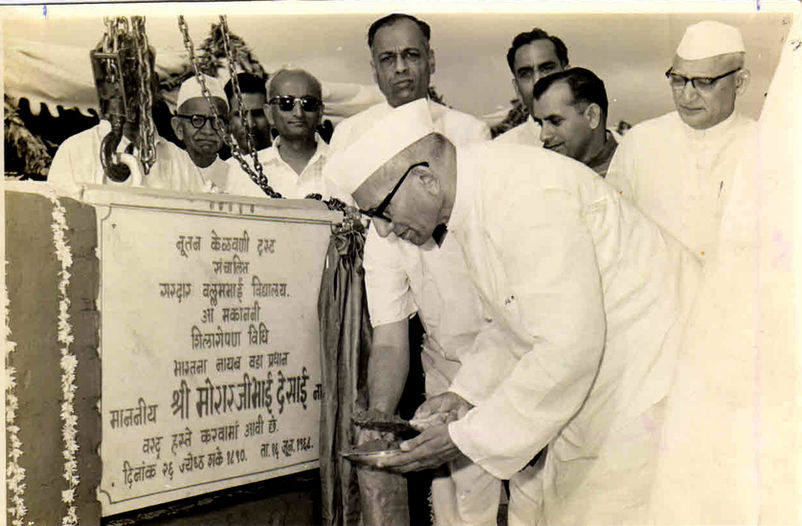 नूतन केळवणी ट्रस्ट
संचालित
सरदार वल्लभभाई विद्यालय.
आ मकाननी
शिलारोपण विधि
भारतना नायब वडा प्रधान
माननीय श्री मोरारजीभाई देसाई ना
वरद् हस्ते करवामां आवी छे.
दिनांक २६ ज्येष्ठ शके १८९०. ता. १६ जून. १९६८.